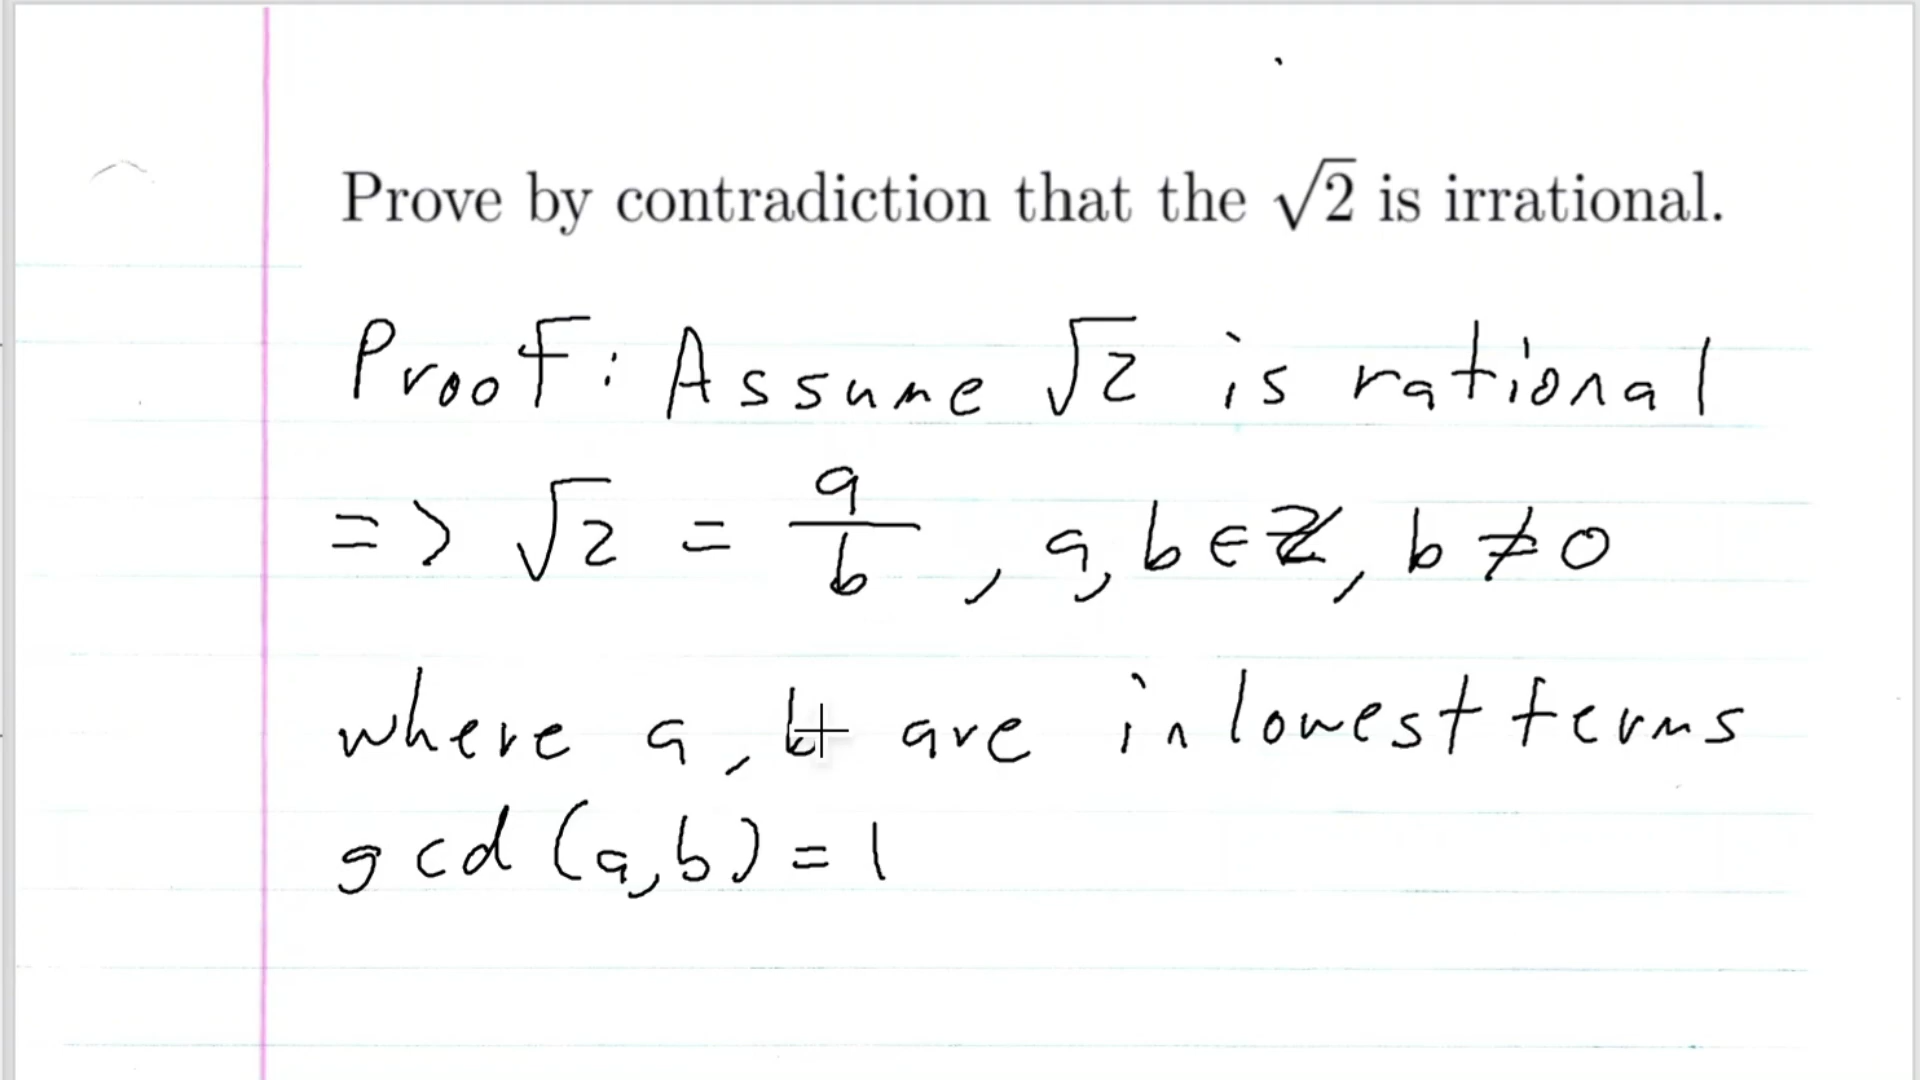 Prove by contradiction that the √2 is irrational.
Proof: Assume √2 is rational
=> √2 = a/b, a, b ∈ ℤ, b ≠ 0
where a, b are in lowest terms
gcd(a,b) = 1